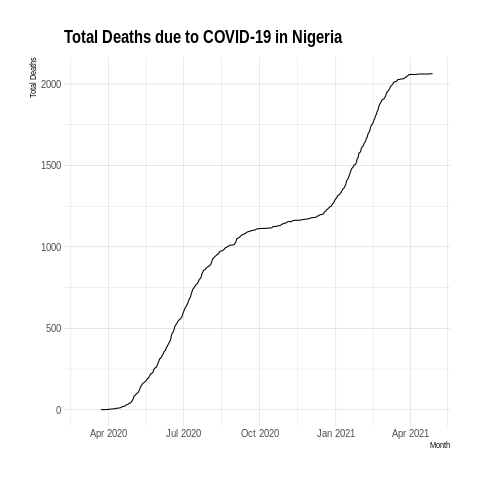 Total Deaths due to COVID-19 in Nigeria
Total Deaths
2000
1500
1000
500
0
Apr 2020 Jul 2020 Oct 2020 Jan 2021 Apr 2021
Month